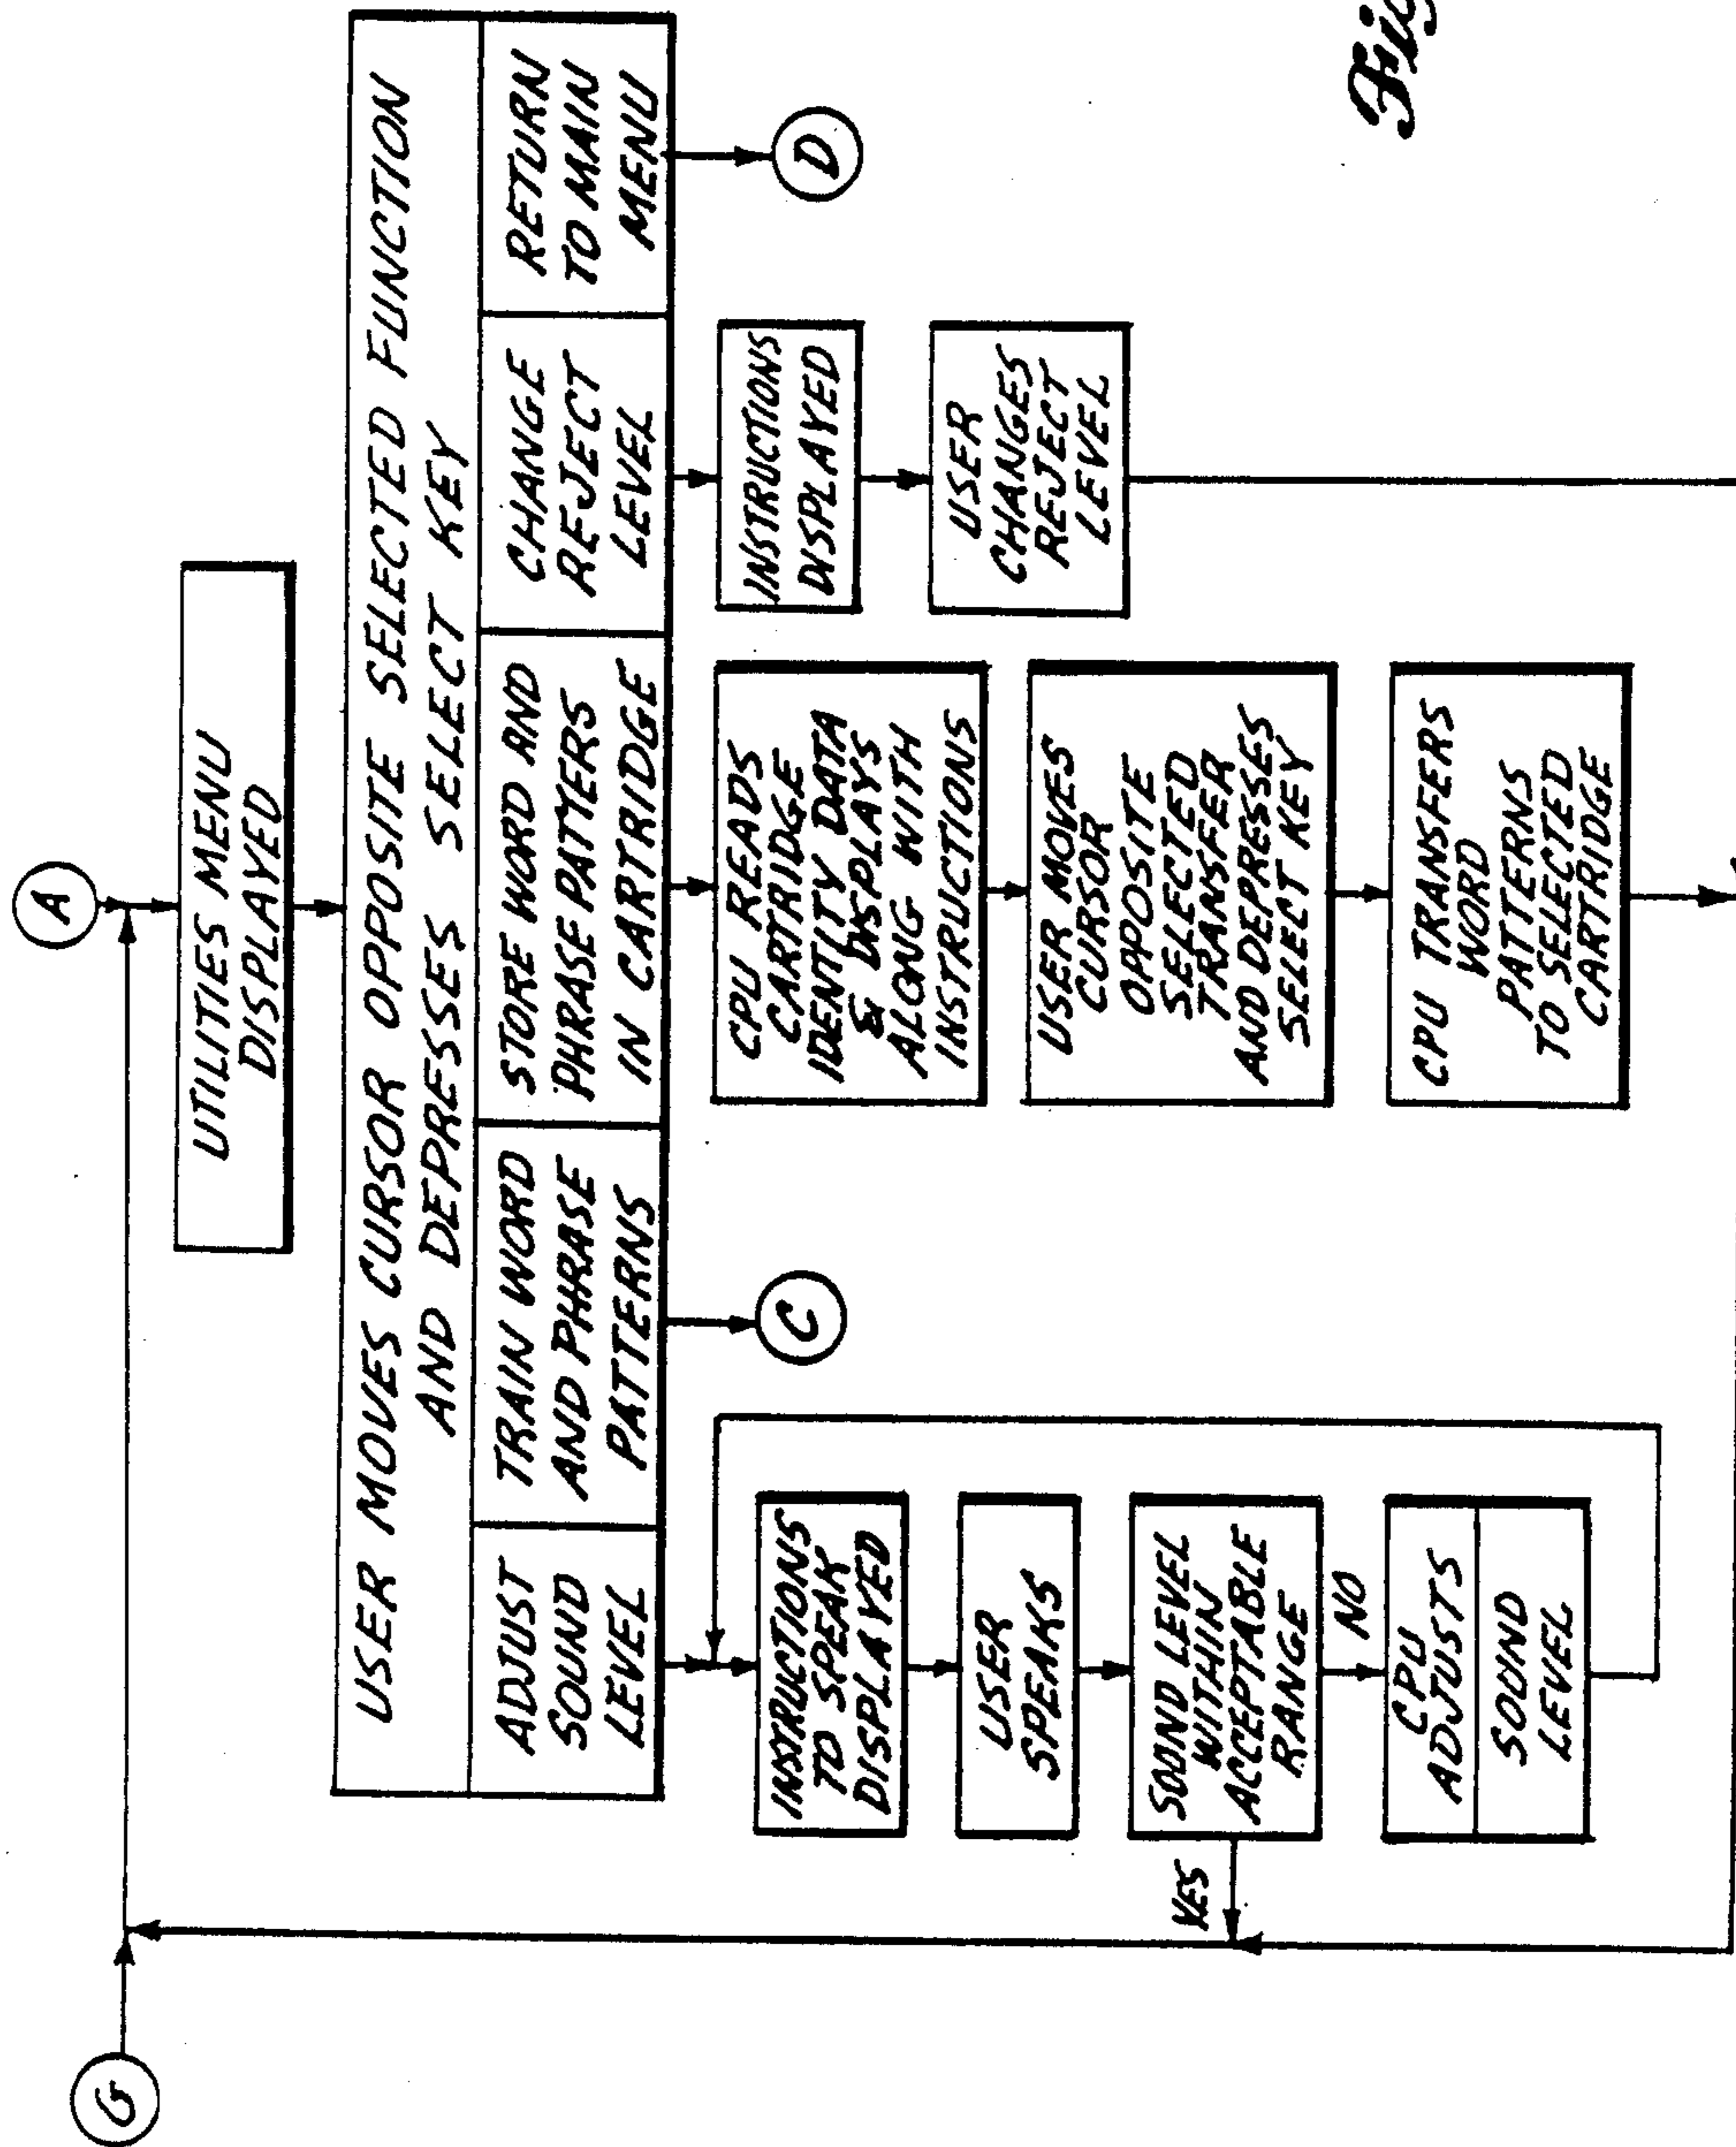 A
G
UTILITIES MENU
DISPLAYED
USER MOVES CURSOR OPPOSITE SELECTED FUNCTION
AND DEPRESSES SELECT KEY
ADJUST
SOUND
LEVEL
TRAIN WORD
AND PHRASE
PATTERNS
STORE WORD AND
PHRASE PATTERS
IN CARTRIDGE
CHANGE
REJECT
LEVEL
RETURN
TO MAIN
MENU
INSTRUCTIONS
TO SPEAK
DISPLAYED
USER
SPEAKS
SOUND LEVEL
WITHIN
ACCEPTABLE
RANGE
YES
NO
CPU
ADJUSTS
SOUND
LEVEL
C
CPU READS
CARTRIDGE
IDENTITY DATA
& DISPLAYS
ALONG WITH
INSTRUCTIONS
USER MOVES
CURSOR
OPPOSITE
SELECTED
TRANSFER
AND DEPRESSES
SELECT KEY
CPU TRANSFERS
WORD
PATTERNS
TO SELECTED
CARTRIDGE
INSTRUCTIONS
DISPLAYED
USER
CHANGES
REJECT
LEVEL
D
Fig